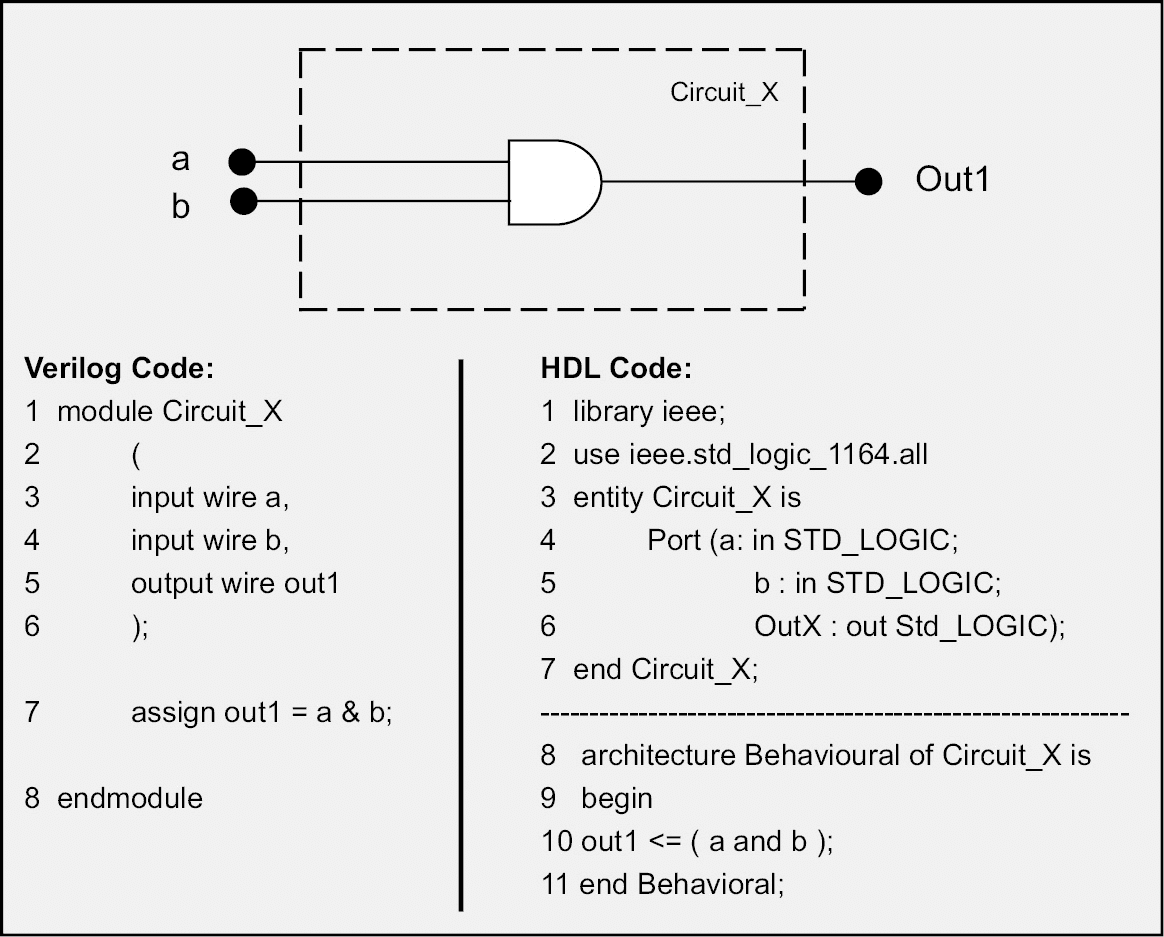 Circuit_X
a
b
Out1
Verilog Code:
1 module Circuit_X
2 (
3 input wire a,
4 input wire b,
5 output wire out1
6 );
7 assign out1 = a & b;
8 endmodule
HDL Code:
1 library ieee;
2 use ieee.std_logic_1164.all
3 entity Circuit_X is
4 Port (a: in STD_LOGIC;
5 b : in STD_LOGIC;
6 OutX : out Std_LOGIC);
7 end Circuit_X;
8 architecture Behavioural of Circuit_X is
9 begin
10 out1 <= ( a and b );
11 end Behavioral;